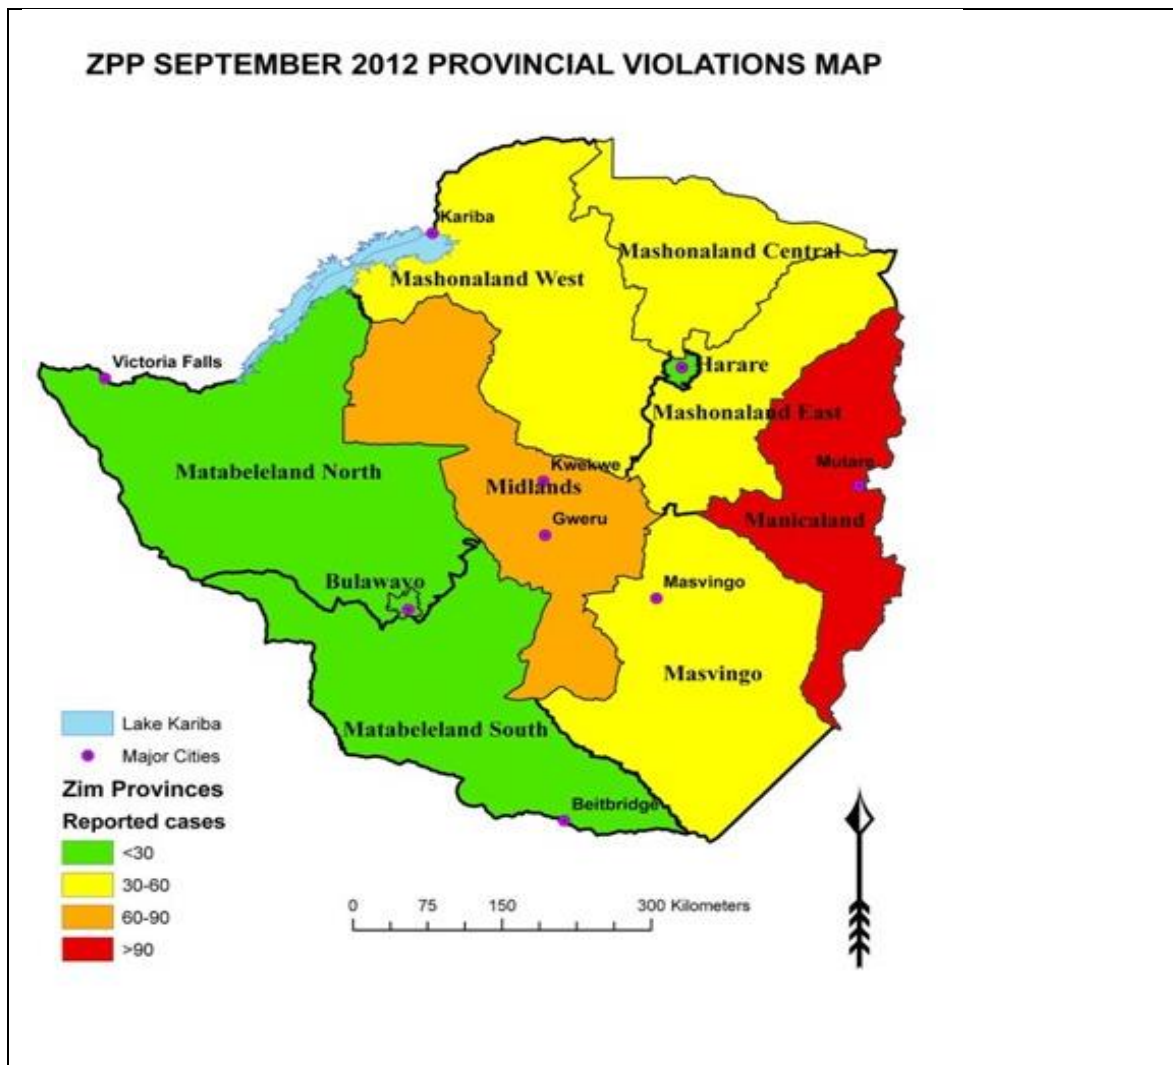 ZPP SEPTEMBER 2012 PROVINCIAL VIOLATIONS MAP
Kariba
Mashonaland Central
Mashonaland West
Victoria Falls
Harare
Mashonaland East
Matabeleland North
Kwekwe
Midlands
Mutare
Gweru
Manicaland
Bulawayo
Masvingo
Masvingo
Matabeleland South
Beitbridge
Lake Kariba
Major Cities
Zim Provinces
Reported cases
<30
30-60
60-90
>90
0 75 150 300 Kilometers